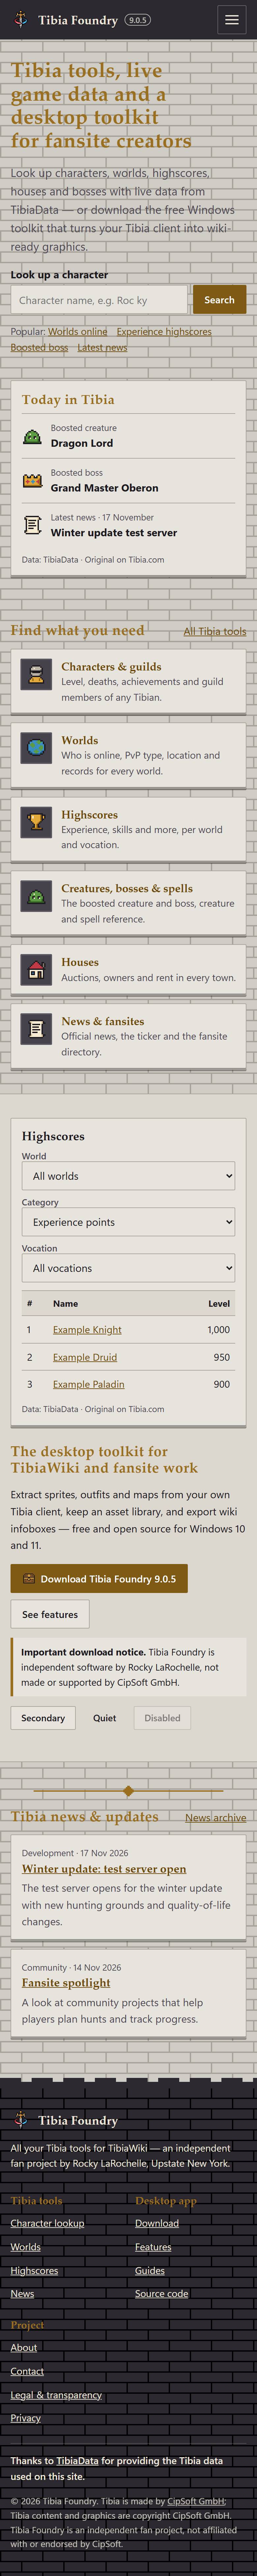 Tibia Foundry 9.0.5
Tibia tools, live
game data and a
desktop toolkit
for fansite creators
Look up characters, worlds, highscores,
houses and bosses with live data from
TibiaData — or download the free Windows
toolkit that turns your Tibia client into wiki-
ready graphics.
Look up a character
Character name, e.g. Roc ky
Search
Popular: Worlds online Experience highscores
Boosted boss Latest news
Today in Tibia
Boosted creature
Dragon Lord
Boosted boss
Grand Master Oberon
Latest news · 17 November
Winter update test server
Data: TibiaData · Original on Tibia.com
Find what you need
All Tibia tools
Characters & guilds
Level, deaths, achievements and guild
members of any Tibian.
Worlds
Who is online, PvP type, location and
records for every world.
Highscores
Experience, skills and more, per world
and vocation.
Creatures, bosses & spells
The boosted creature and boss, creature
and spell reference.
Houses
Auctions, owners and rent in every town.
News & fansites
Official news, the ticker and the fansite
directory.
Highscores
World
All worlds
Category
Experience points
Vocation
All vocations
# Name Level
1 Example Knight 1,000
2 Example Druid 950
3 Example Paladin 900
Data: TibiaData · Original on Tibia.com
The desktop toolkit for
TibiaWiki and fansite work
Extract sprites, outfits and maps from your own
Tibia client, keep an asset library, and export wiki
infoboxes — free and open source for Windows 10
and 11.
Download Tibia Foundry 9.0.5
See features
Important download notice. Tibia Foundry is
independent software by Rocky LaRochelle, not
made or supported by CipSoft GmbH.
Secondary
Quiet
Disabled
Tibia news & updates
News archive
Development · 17 Nov 2026
Winter update: test server open
The test server opens for the winter update
with new hunting grounds and quality-of-life
changes.
Community · 14 Nov 2026
Fansite spotlight
A look at community projects that help
players plan hunts and track progress.
Tibia Foundry
All your Tibia tools for TibiaWiki — an independent
fan project by Rocky LaRochelle, Upstate New York.
Tibia tools
Character lookup
Worlds
Highscores
News
Desktop app
Download
Features
Guides
Source code
Project
About
Contact
Legal & transparency
Privacy
Thanks to TibiaData for providing the Tibia data
used on this site.
© 2026 Tibia Foundry. Tibia is made by CipSoft GmbH;
Tibia content and graphics are copyright CipSoft GmbH.
Tibia Foundry is an independent fan project, not affiliated
with or endorsed by CipSoft.